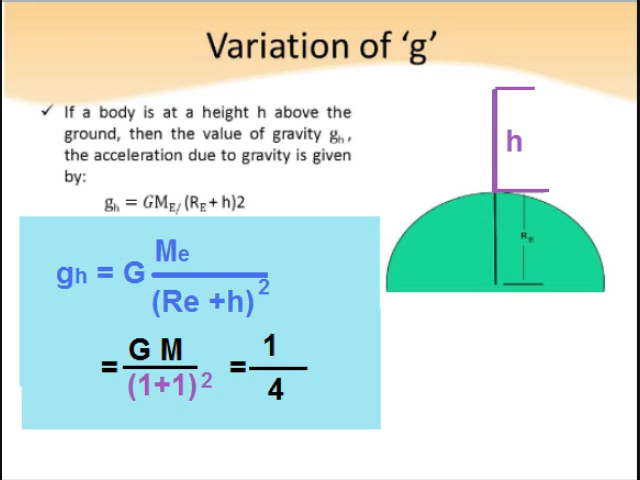 Variation of ‘g’
✓ If a body is at a height h above the
ground, then the value of gravity gₕ,
the acceleration due to gravity is given
by:
gₕ = GM_E/ (R_E + h)2
h
R_e
Me
gh = G
(Re +h) 2
G M
= =
(1+1) 2
1
4